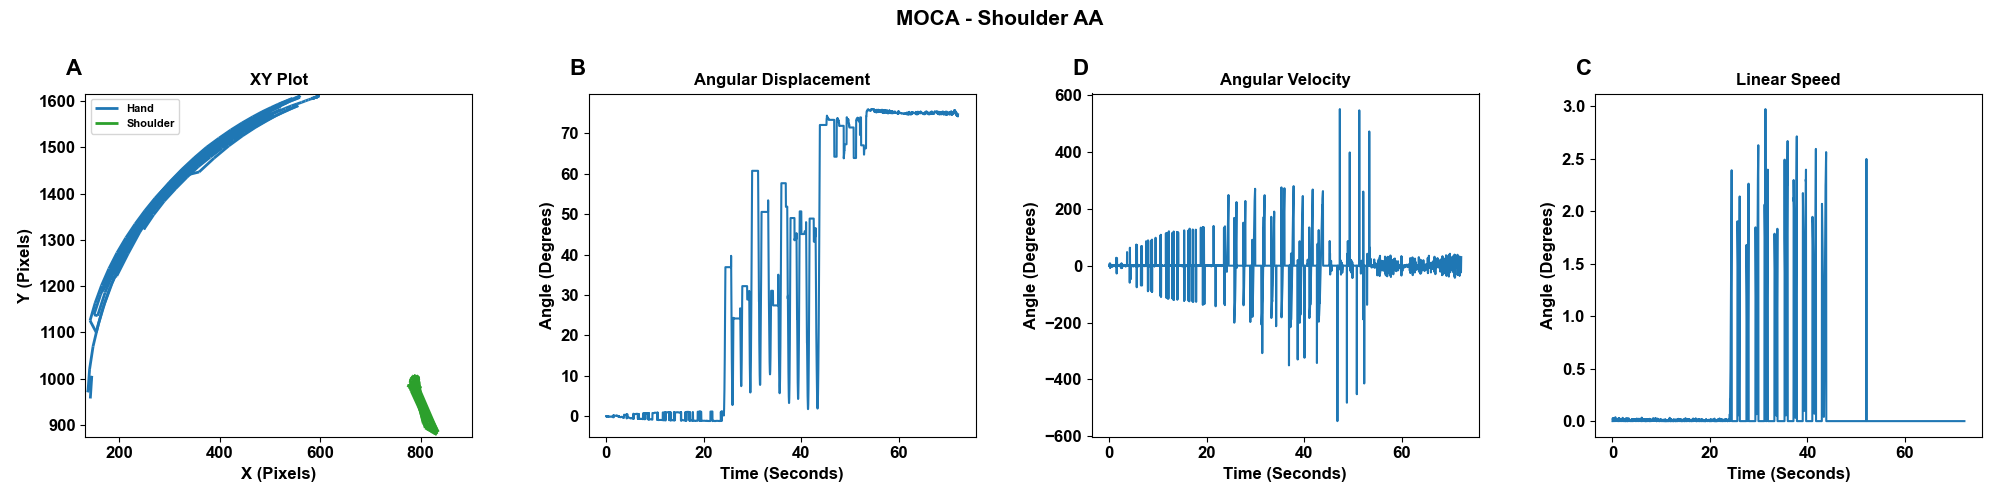 MOCA - Shoulder AA
A
XY Plot
Hand
Shoulder
1600
1500
1400
1300
1200
1100
1000
900
Y (Pixels)
200
400
600
800
X (Pixels)
B
Angular Displacement
70
60
50
40
30
20
10
0
Angle (Degrees)
0
20
40
60
Time (Seconds)
D
Angular Velocity
600
400
200
0
−200
−400
−600
Angle (Degrees)
0
20
40
60
Time (Seconds)
C
Linear Speed
3.0
2.5
2.0
1.5
1.0
0.5
0.0
Angle (Degrees)
0
20
40
60
Time (Seconds)